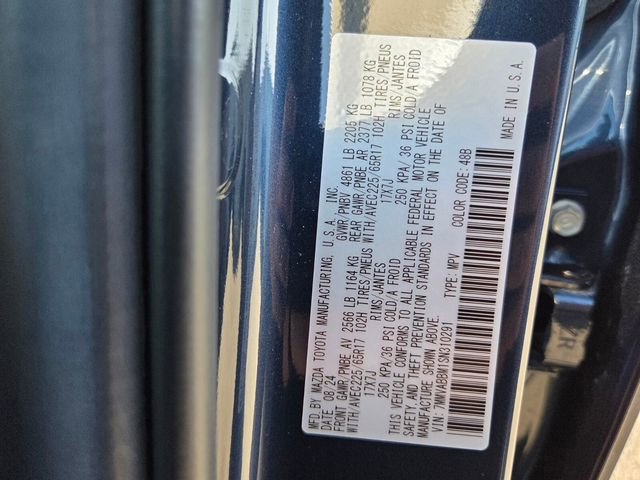 MFD.BY MAZDA TOYOTA MANUFACTURING, U.S.A., INC.
DATE 08/24 GVWR/PNBV 4861 LB 2205 KG
FRONT GAWR/PNBE AV 2566 LB 1164 KG REAR GAWR/PNBE AR 2377 LB 1078 KG
WITH/AVEC225/65R17 102H TIRES/PNEUS WITH/AVEC225/65R17 102H TIRES/PNEUS
17X7J RIMS/JANTES 17X7J RIMS/JANTES
250 KPA/36 PSI COLD/A FROID 250 KPA/36 PSI COLD/A FROID
THIS VEHICLE CONFORMS TO ALL APPLICABLE FEDERAL MOTOR VEHICLE
SAFETY, AND THEFT PREVENTION STANDARDS IN EFFECT ON THE DATE OF
MANUFACTURE SHOWN ABOVE.
VIN: 7MMVABBM1SN310291 TYPE: MPV COLOR CODE: 48B
MADE IN U.S.A.